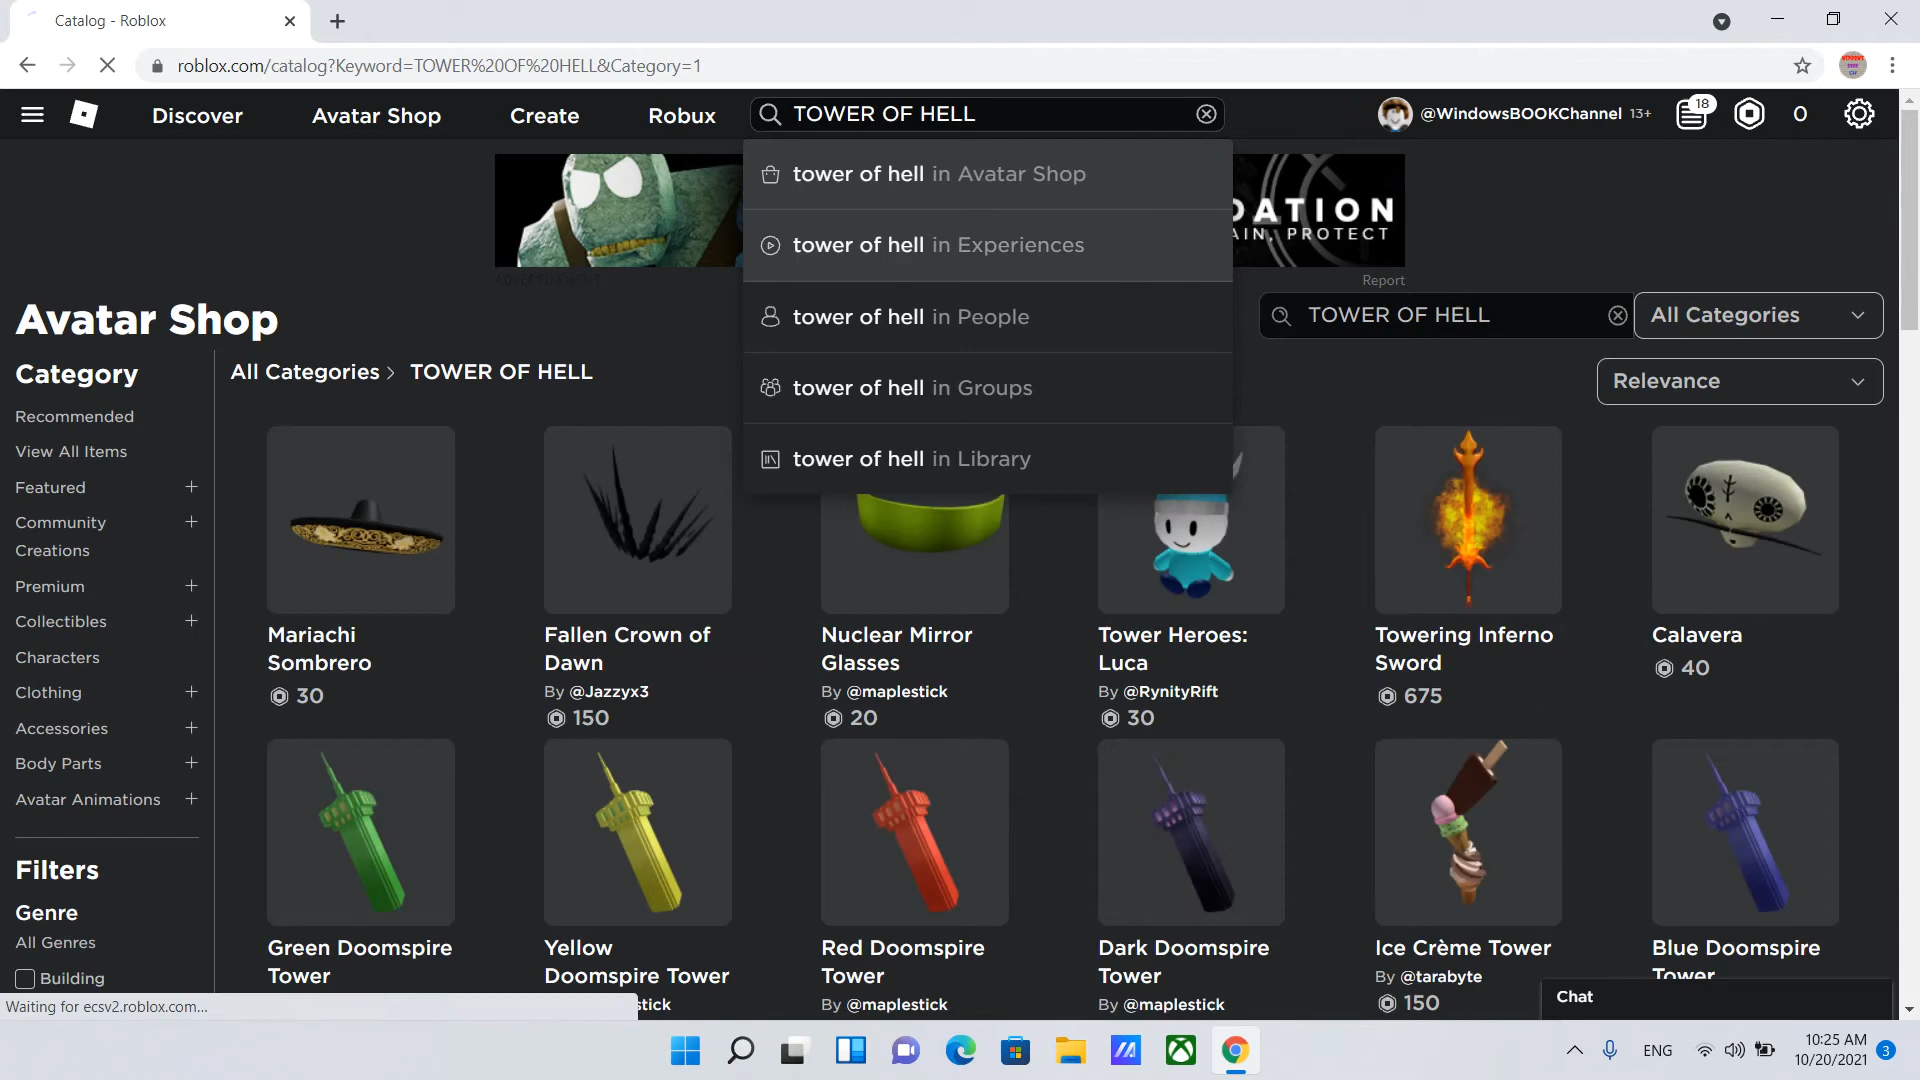 Catalog - Roblox
roblox.com/catalog?Keyword=TOWER%20OF%20HELL&Category=1
Discover
Avatar Shop
Create
Robux
TOWER OF HELL
@WindowsBOOKChannel 13+
18
0
tower of hell in Avatar Shop
tower of hell in Experiences
tower of hell in People
tower of hell in Groups
tower of hell in Library
DATION
AIN, PROTECT
ADVERTISEMENT
Report
Avatar Shop
TOWER OF HELL
All Categories
Category
All Categories > TOWER OF HELL
Relevance
Recommended
View All Items
Featured +
Community +
Creations
Premium +
Collectibles +
Characters
Clothing +
Accessories +
Body Parts +
Avatar Animations +
Filters
Genre
All Genres
Building
Mariachi
Sombrero
30
Fallen Crown of
Dawn
By @Jazzyx3
150
Nuclear Mirror
Glasses
By @maplestick
20
Tower Heroes:
Luca
By @RynityRift
30
Towering Inferno
Sword
675
Calavera
40
Green Doomspire
Tower
Yellow
Doomspire Tower
stick
Red Doomspire
Tower
By @maplestick
Dark Doomspire
Tower
By @maplestick
Ice Crème Tower
By @tarabyte
150
Blue Doomspire
Tower
Chat
Waiting for ecsv2.roblox.com...
ENG
10:25 AM
10/20/2021
3